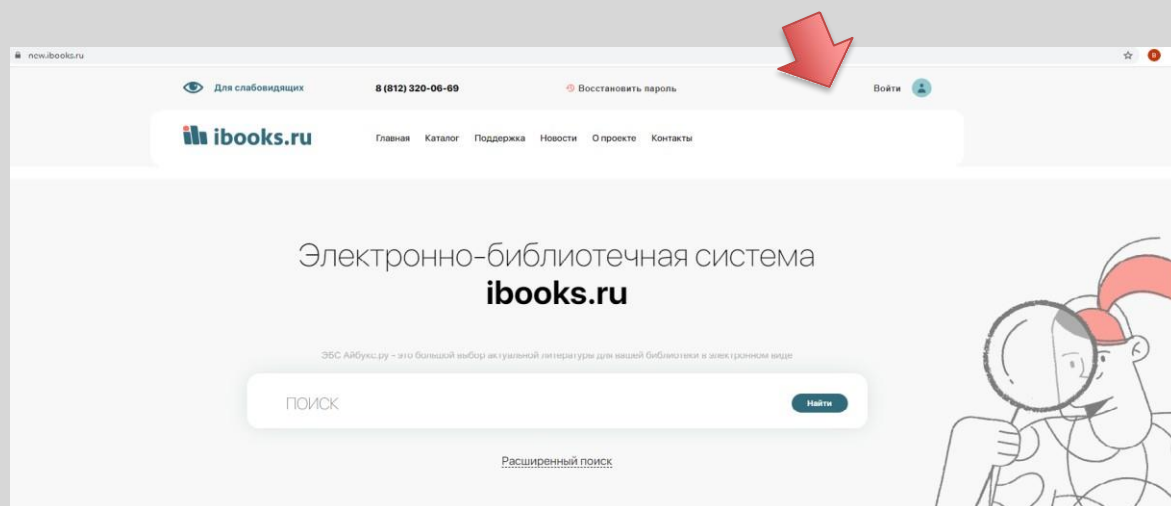 new.ibooks.ru
Для слабовидящих 8 (812) 320-06-69 Восстановить пароль Войти
ibooks.ru Главная Каталог Поддержка Новости О проекте Контакты
Электронно-библиотечная система
ibooks.ru
ЭБС Айбукс.ру - это большой выбор актуальной литературы для вашей библиотеки в электронном виде
ПОИСК Найти
Расширенный поиск